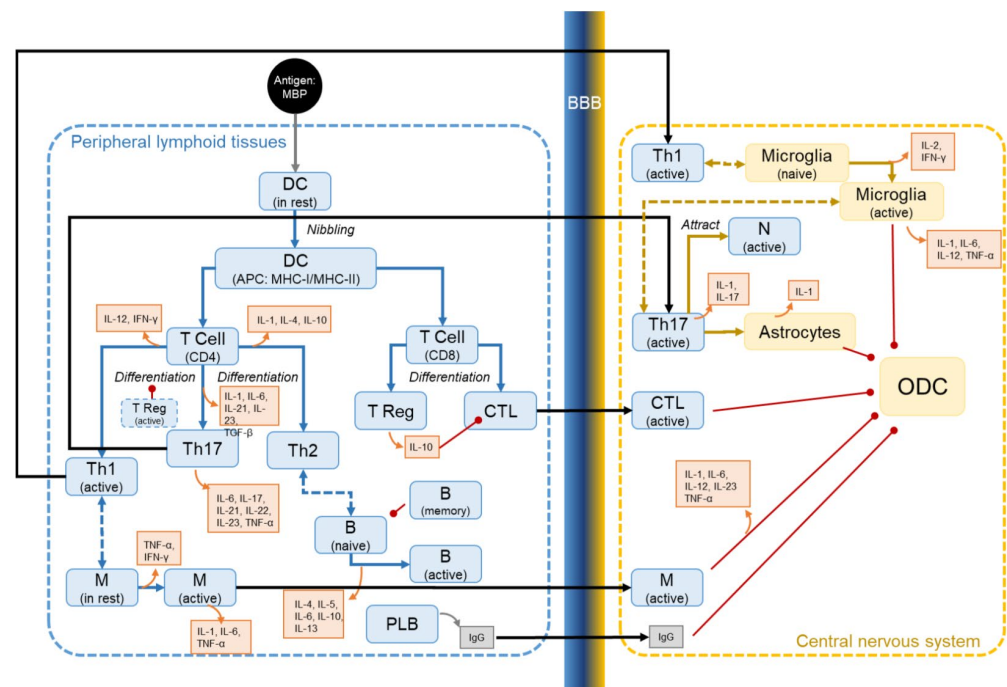 Antigen:
MBP
BBB
Peripheral lymphoid tissues
DC
(in rest)
Nibbling
DC
(APC: MHC-I/MHC-II)
IL-12, IFN-γ
T Cell
(CD4)
IL-1, IL-4, IL-10
T Cell
(CD8)
Differentiation
Differentiation
Differentiation
T Reg
(active)
IL-1, IL-6,
IL-21, IL-
23,
TGF-β
T Reg
CTL
IL-10
Th1
(active)
Th17
Th2
IL-6, IL-17,
IL-21, IL-22,
IL-23, TNF-α
B
(memory)
B
(naive)
B
(active)
TNF-α,
IFN-γ
M
(in rest)
M
(active)
IL-1, IL-6,
TNF-α
IL-4, IL-5,
IL-6, IL-10,
IL-13
PLB
IgG
Th1
(active)
Microglia
(naive)
IL-2,
IFN-γ
Microglia
(active)
Attract
N
(active)
IL-1, IL-6,
IL-12, TNF-α
IL-1,
IL-17
IL-1
Th17
(active)
Astrocytes
ODC
CTL
(active)
IL-1, IL-6,
IL-12, IL-23
TNF-α
M
(active)
IgG
Central nervous system